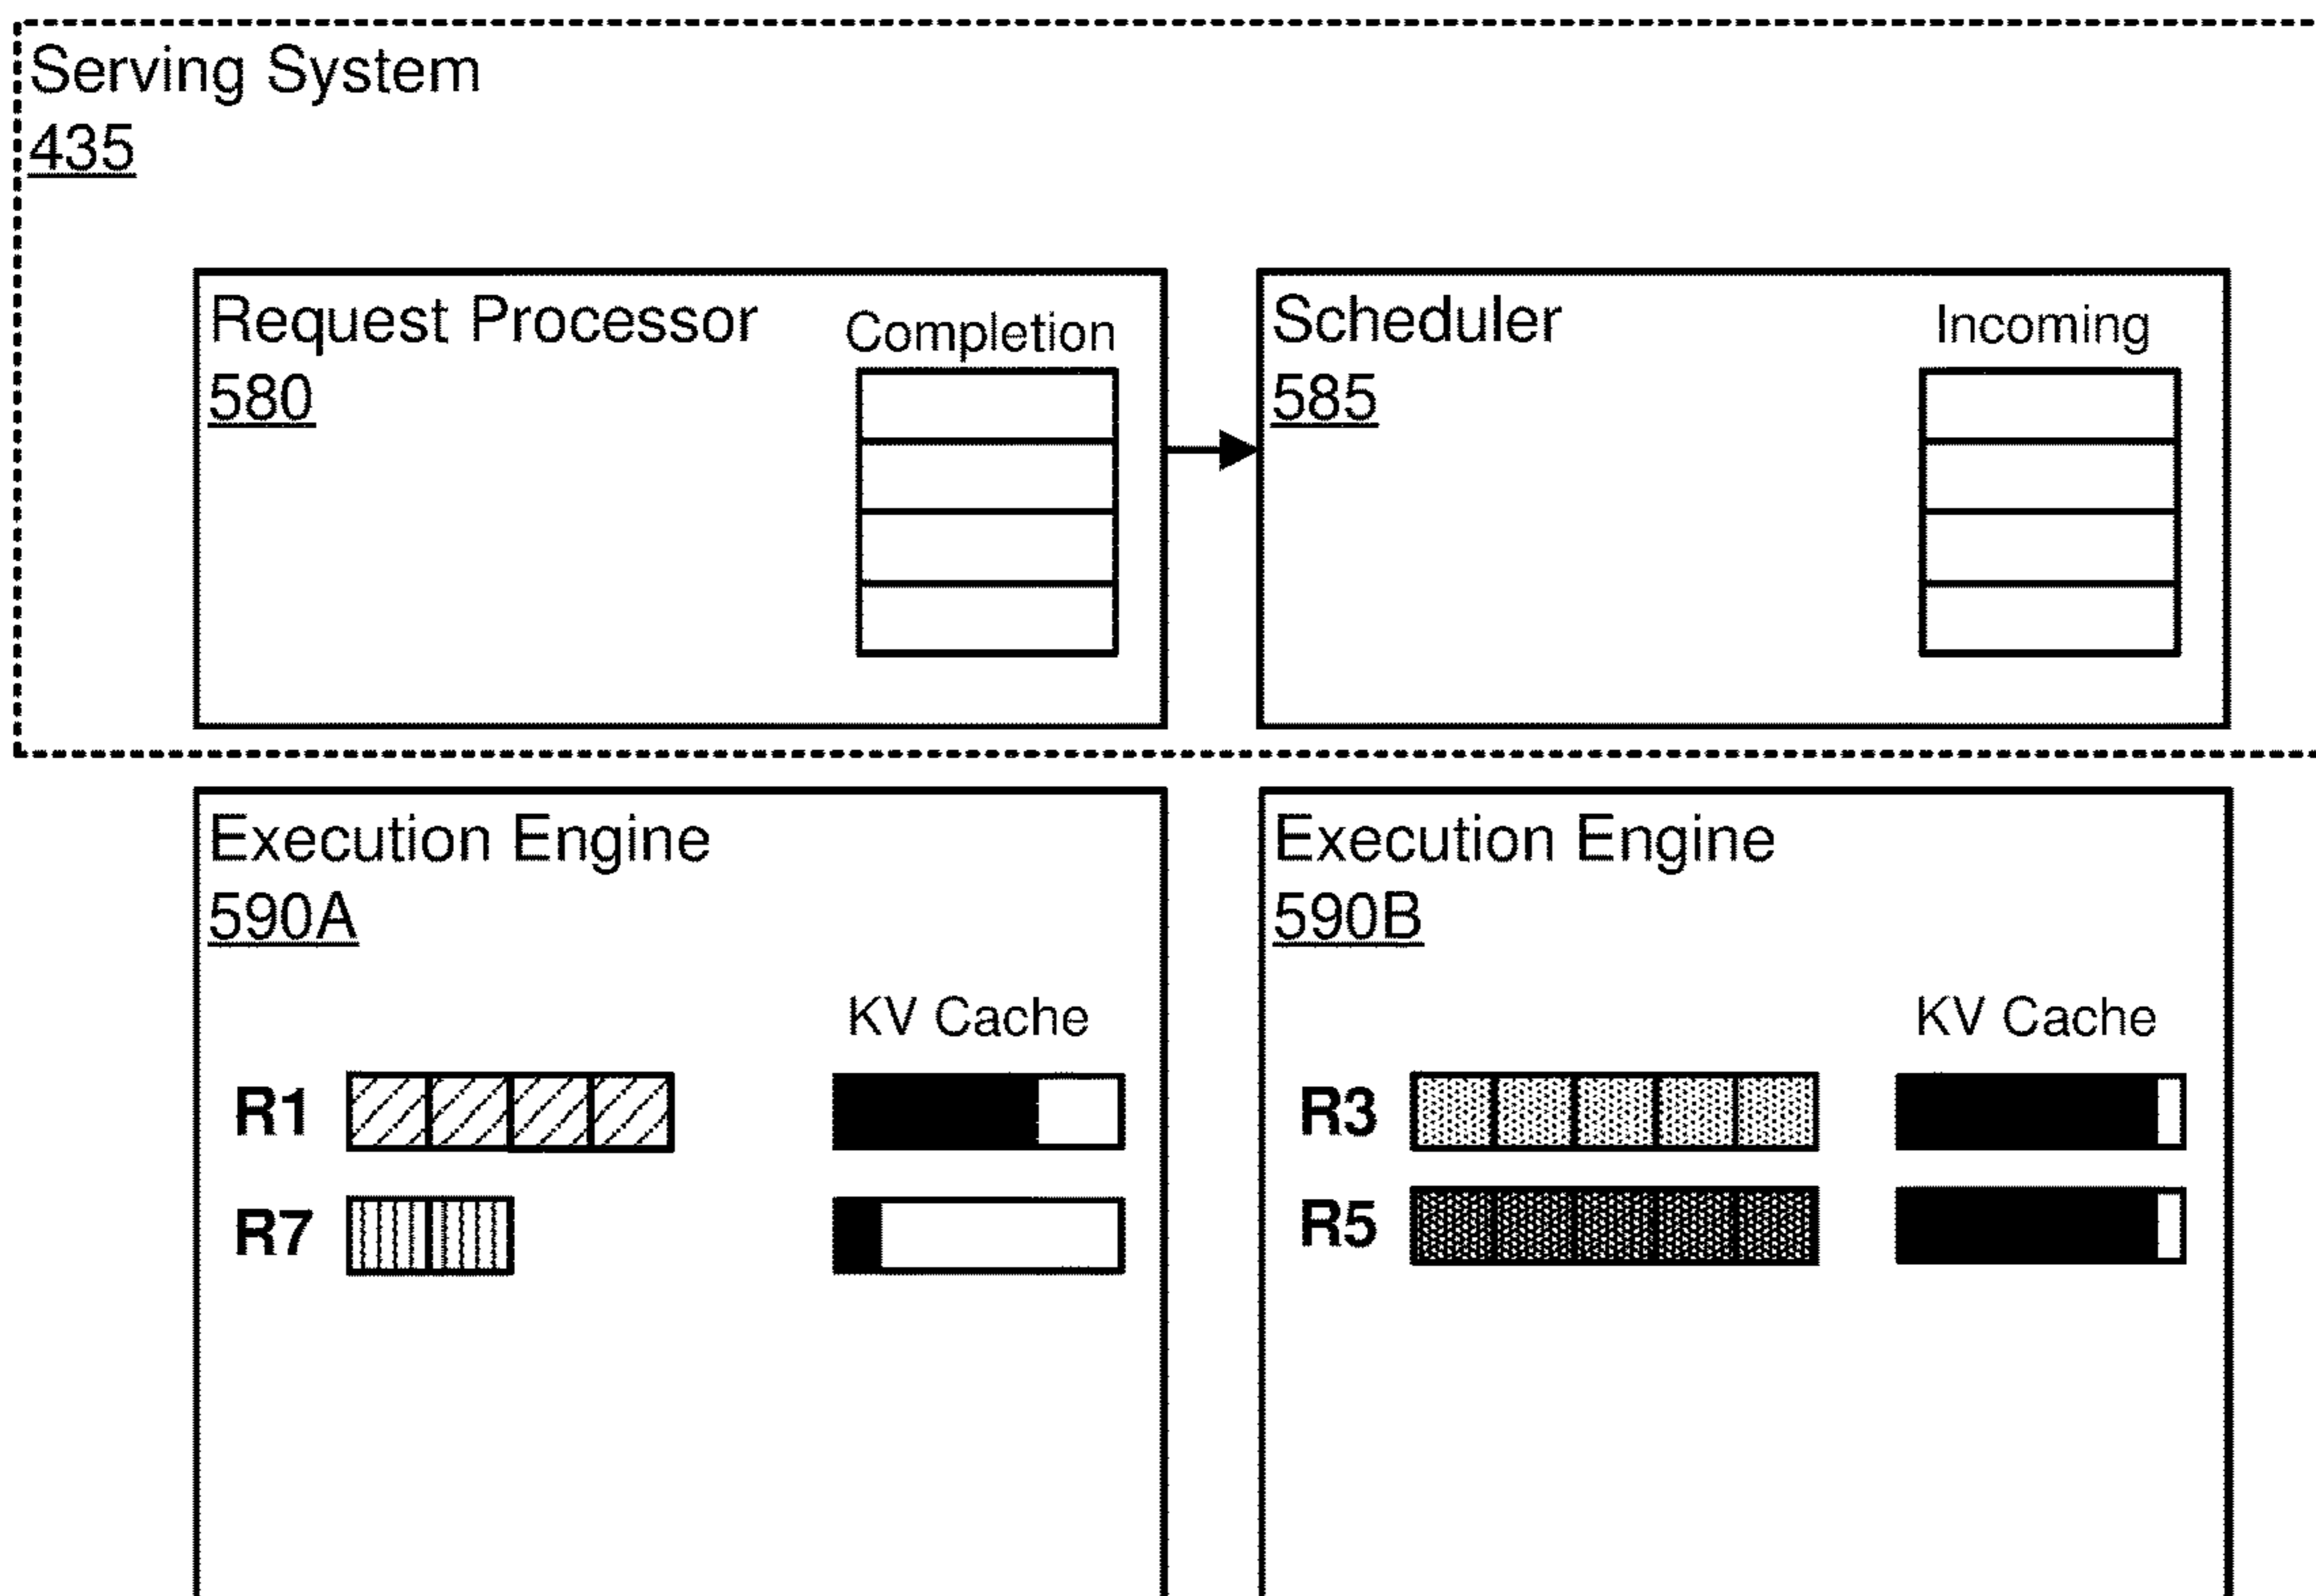 Serving System
435
Request Processor
580
Completion
Scheduler
585
Incoming
Execution Engine
590A
KV Cache
R1
R7
Execution Engine
590B
KV Cache
R3
R5